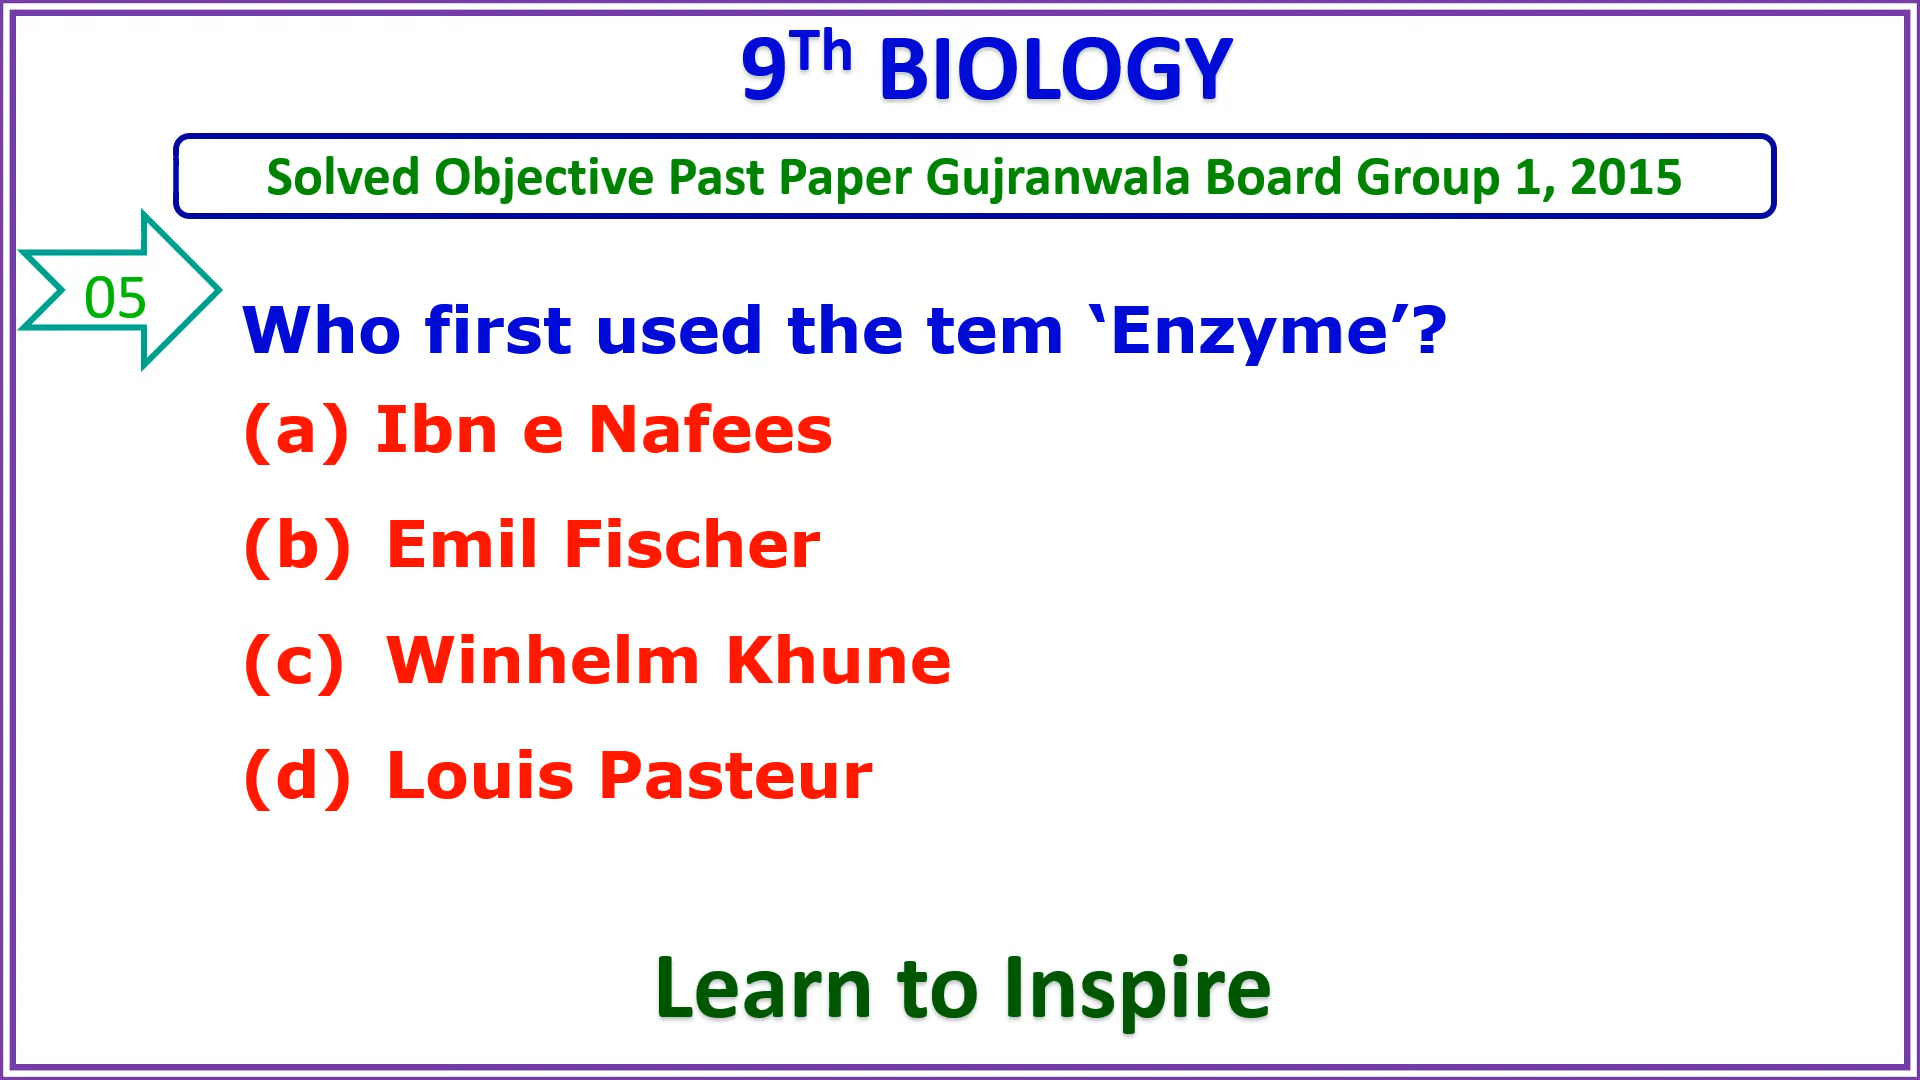 9Th BIOLOGY
Solved Objective Past Paper Gujranwala Board Group 1, 2015
05
Who first used the tem ‘Enzyme’?
(a) Ibn e Nafees
(b) Emil Fischer
(c) Winhelm Khune
(d) Louis Pasteur
Learn to Inspire